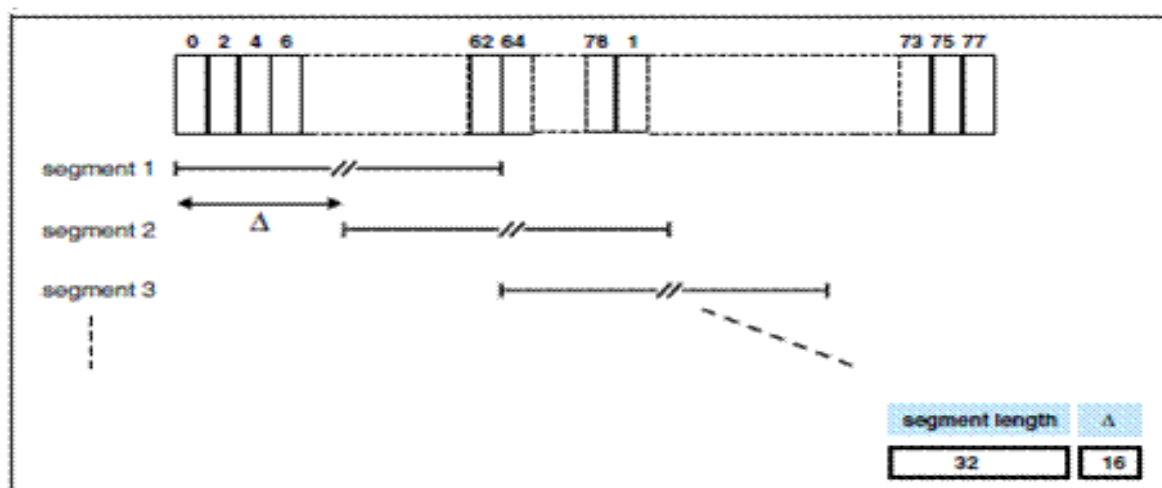 0 2 4 6 62 64 78 1 73 75 77
segment 1
Δ
segment 2
segment 3
segment length Δ
32 16